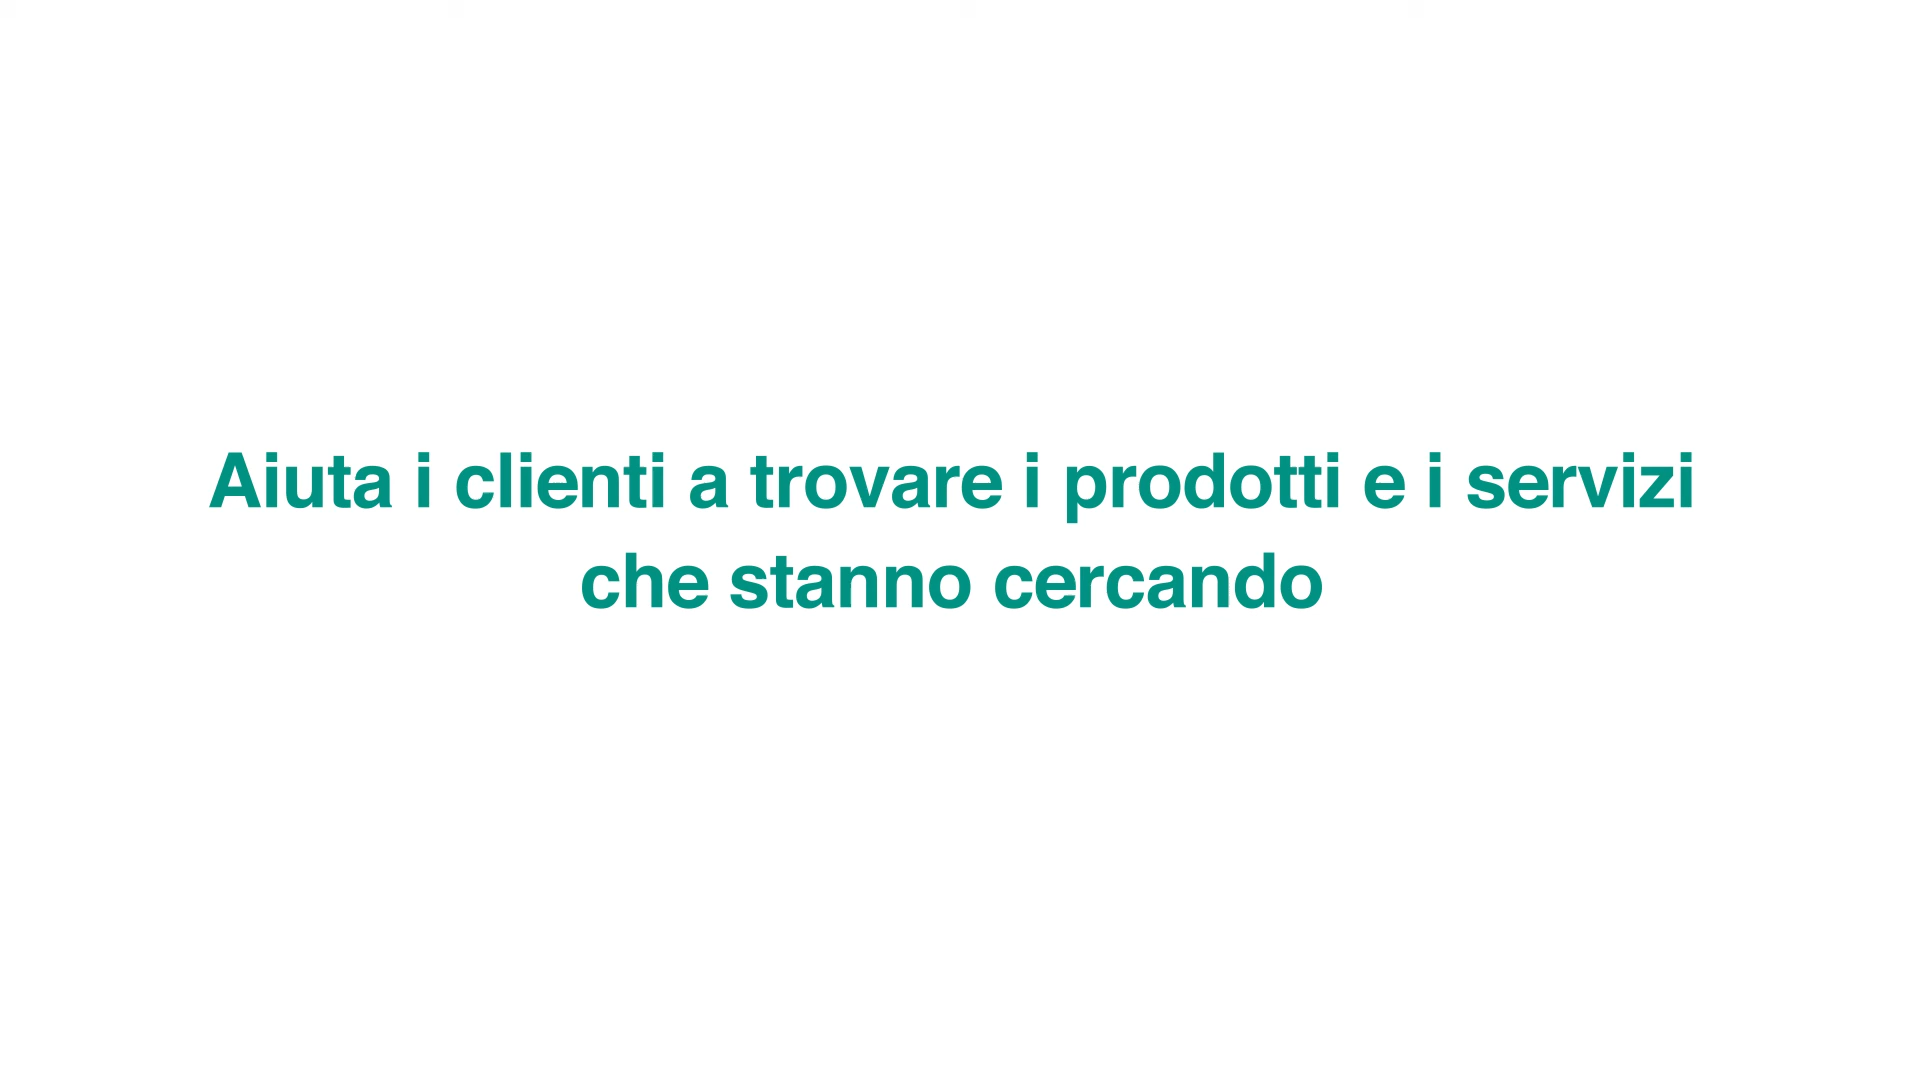 Aiuta i clienti a trovare i prodotti e i servizi
che stanno cercando